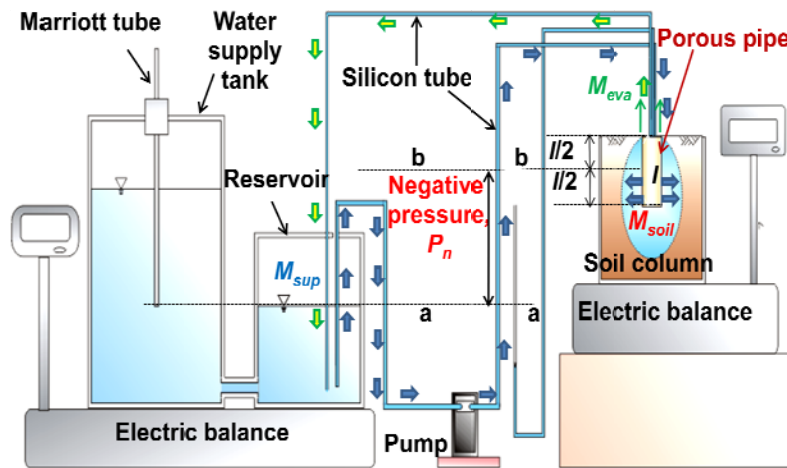 Marriott tube
Water
supply
tank
Silicon tube
Porous pipe
M_eva
l/2
l/2
l
b
b
Reservoir
Negative
pressure,
P_n
M_sup
M_soil
Soil column
a
a
Electric balance
Electric balance
Pump